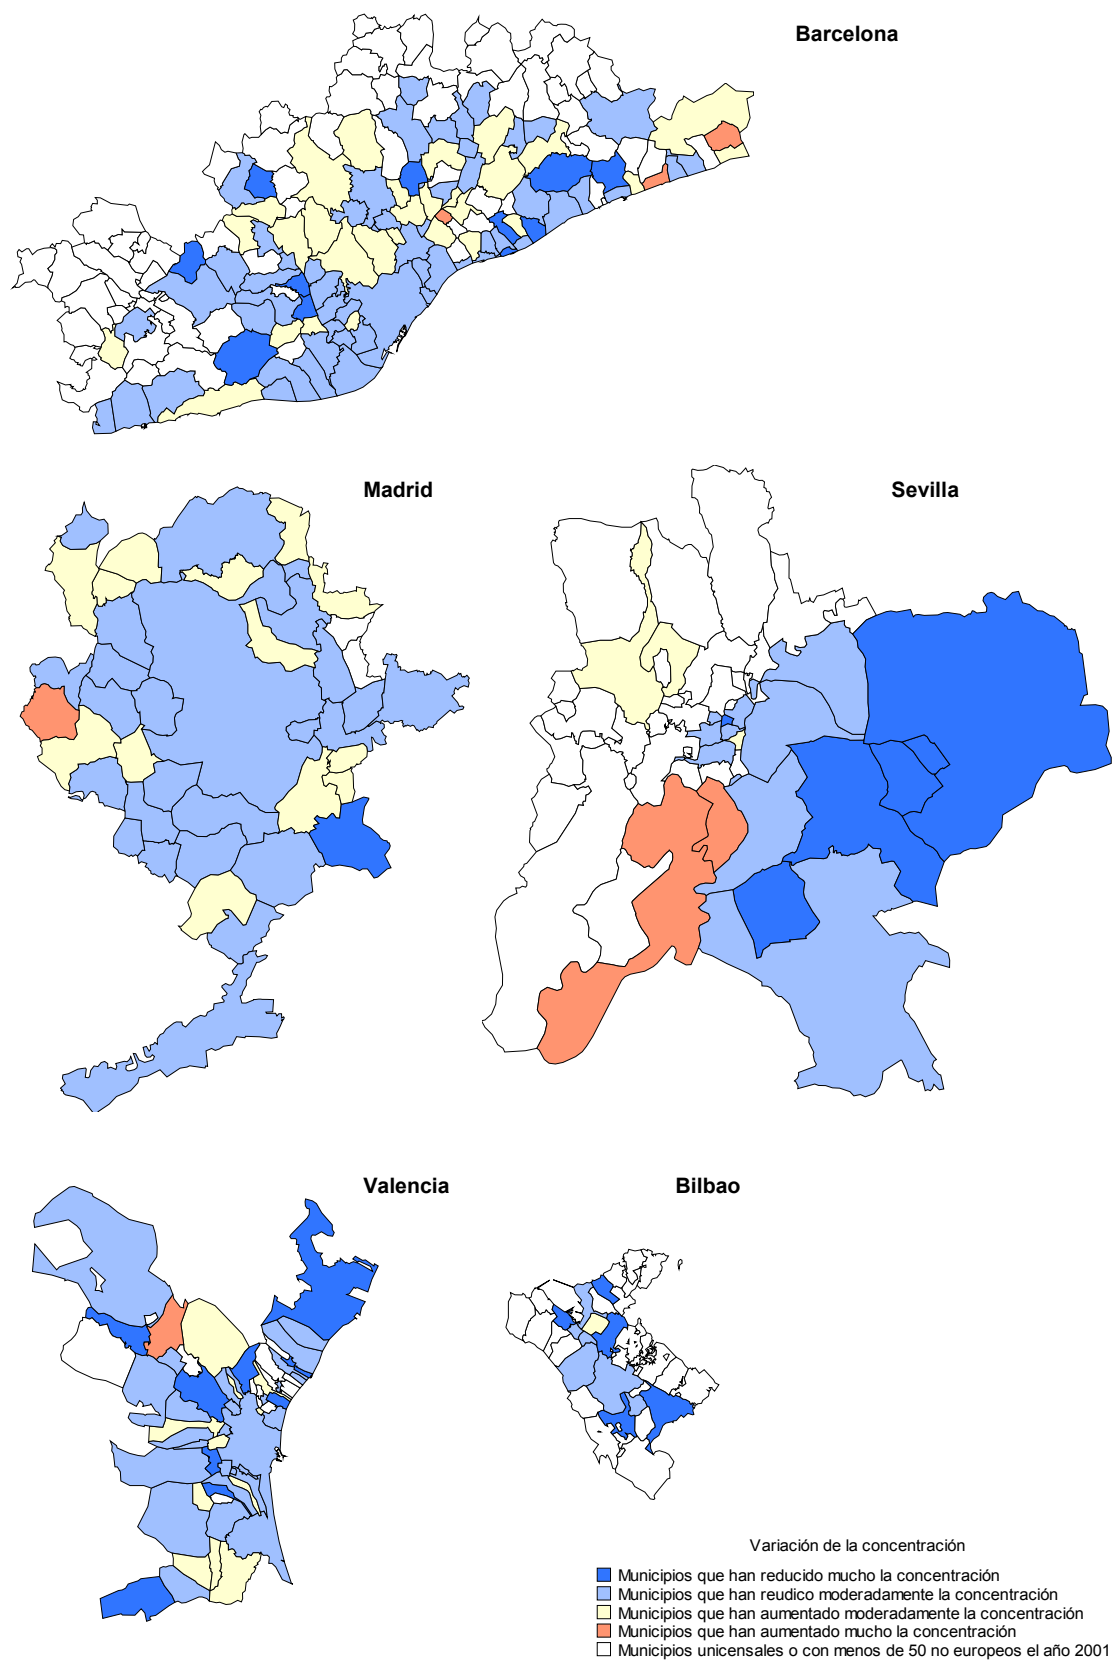 Barcelona
Madrid
Sevilla
Valencia
Bilbao
Variación de la concentración
Municipios que han reducido mucho la concentración
Municipios que han reudico moderadamente la concentración
Municipios que han aumentado moderadamente la concentración
Municipios que han aumentado mucho la concentración
Municipios unicensales o con menos de 50 no europeos el año 2001